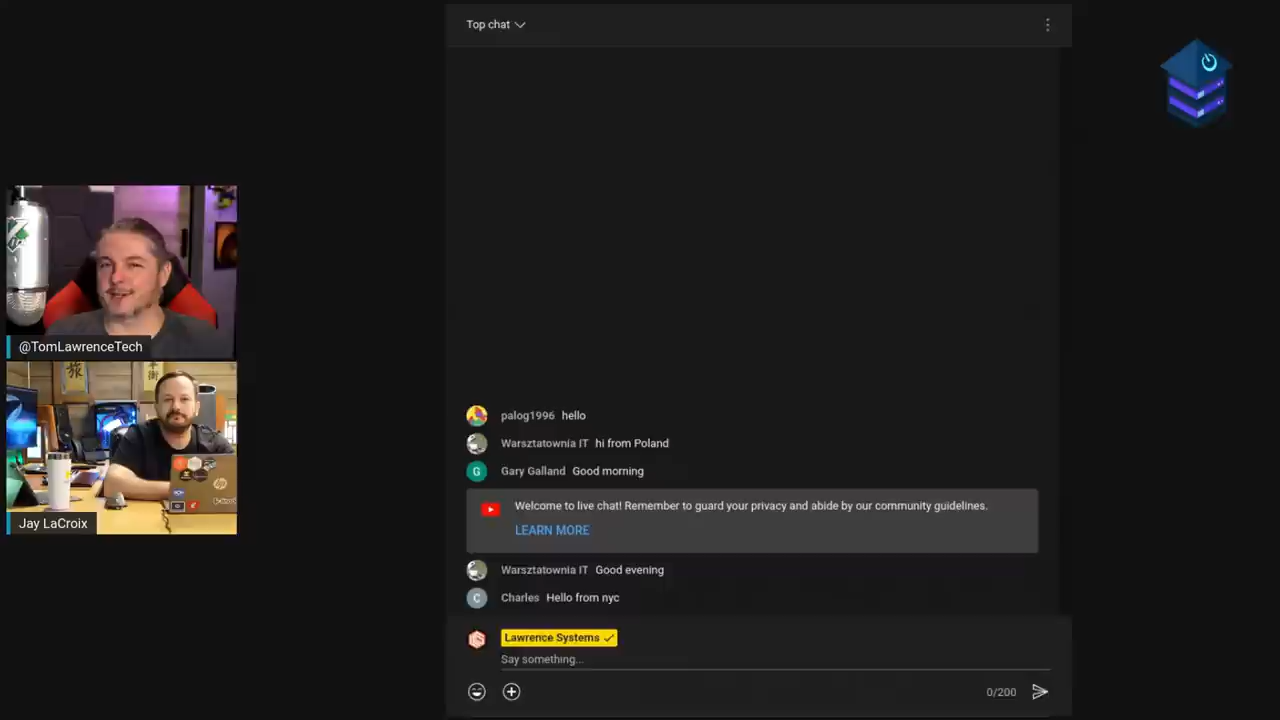 Top chat
@TomLawrenceTech
旅
Jay LaCroix
palog1996 hello
Warsztatownia IT hi from Poland
G Gary Galland Good morning
Welcome to live chat! Remember to guard your privacy and abide by our community guidelines.
LEARN MORE
Warsztatownia IT Good evening
C Charles Hello from nyc
Lawrence Systems
Say something...
0/200